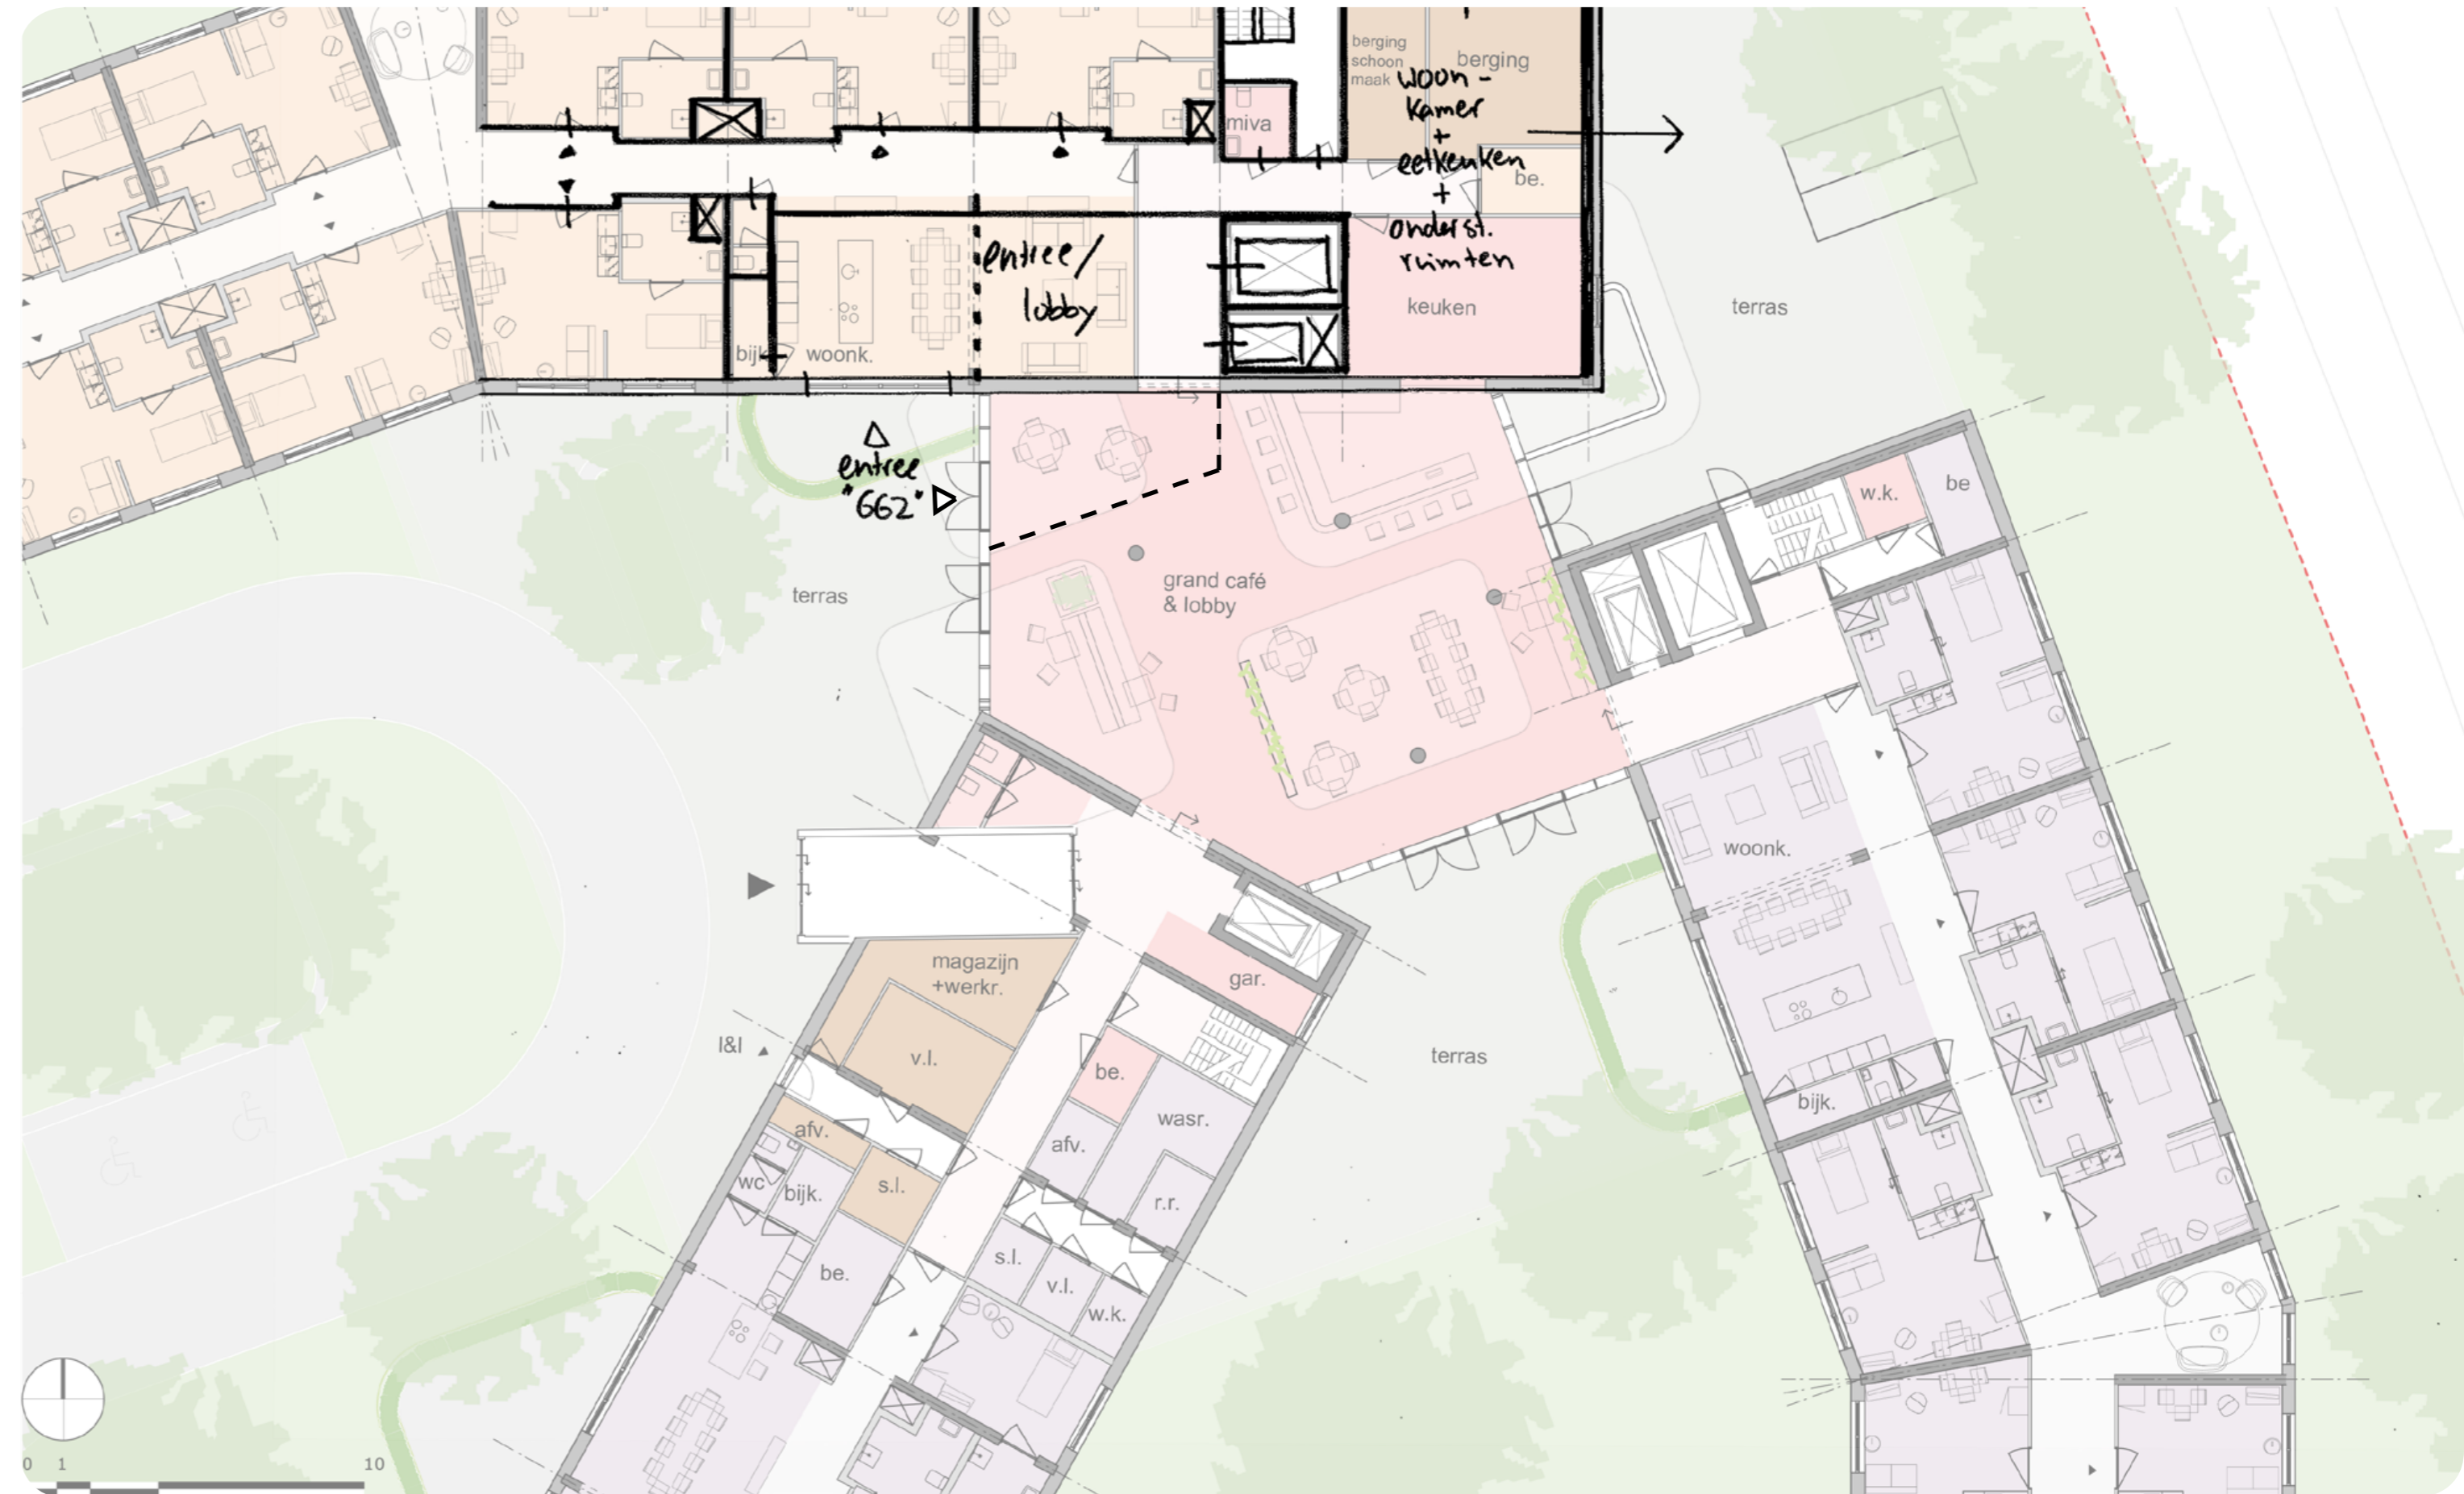 berging
schoon
maak
berging
woon-
kamer
+
eetkeuken
+
onderst.
ruimten
miva
be.
entree/
lobby
keuken
terras
bijk.
woonk.
entree
"662"
w.k.
be
terras
grand café
& lobby
woonk.
magazijn
+werkr.
gar.
I&I
v.l.
terras
be.
bijk.
wasr.
afv.
afv.
wc
bijk.
s.l.
r.r.
s.l.
be.
v.l.
w.k.
0 1 10